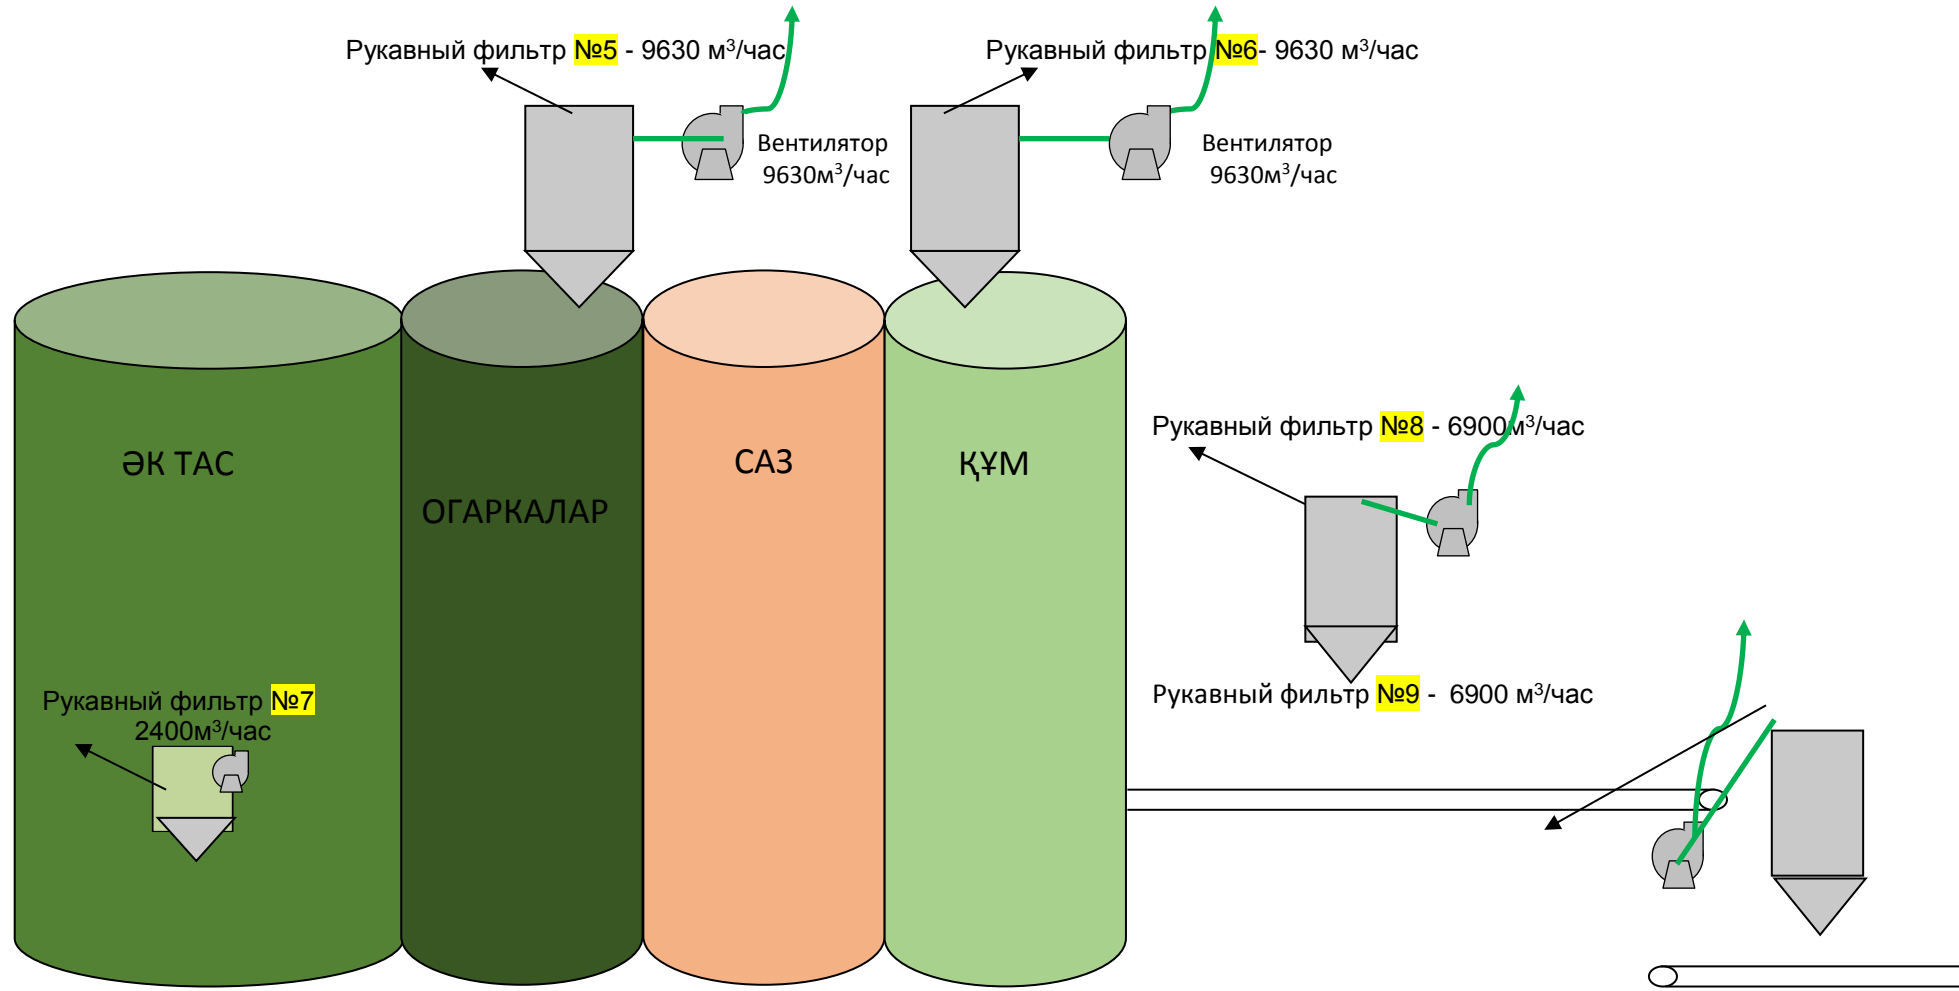 Рукавный фильтр №5 - 9630 м³/час
Рукавный фильтр №6- 9630 м³/час
Вентилятор
9630м³/час
Вентилятор
9630м³/час
Рукавный фильтр №8 - 6900м³/час
ӘК ТАС
ОГАРКАЛАР
САЗ
ҚҰМ
Рукавный фильтр №7
2400м³/час
Рукавный фильтр №9 - 6900 м³/час